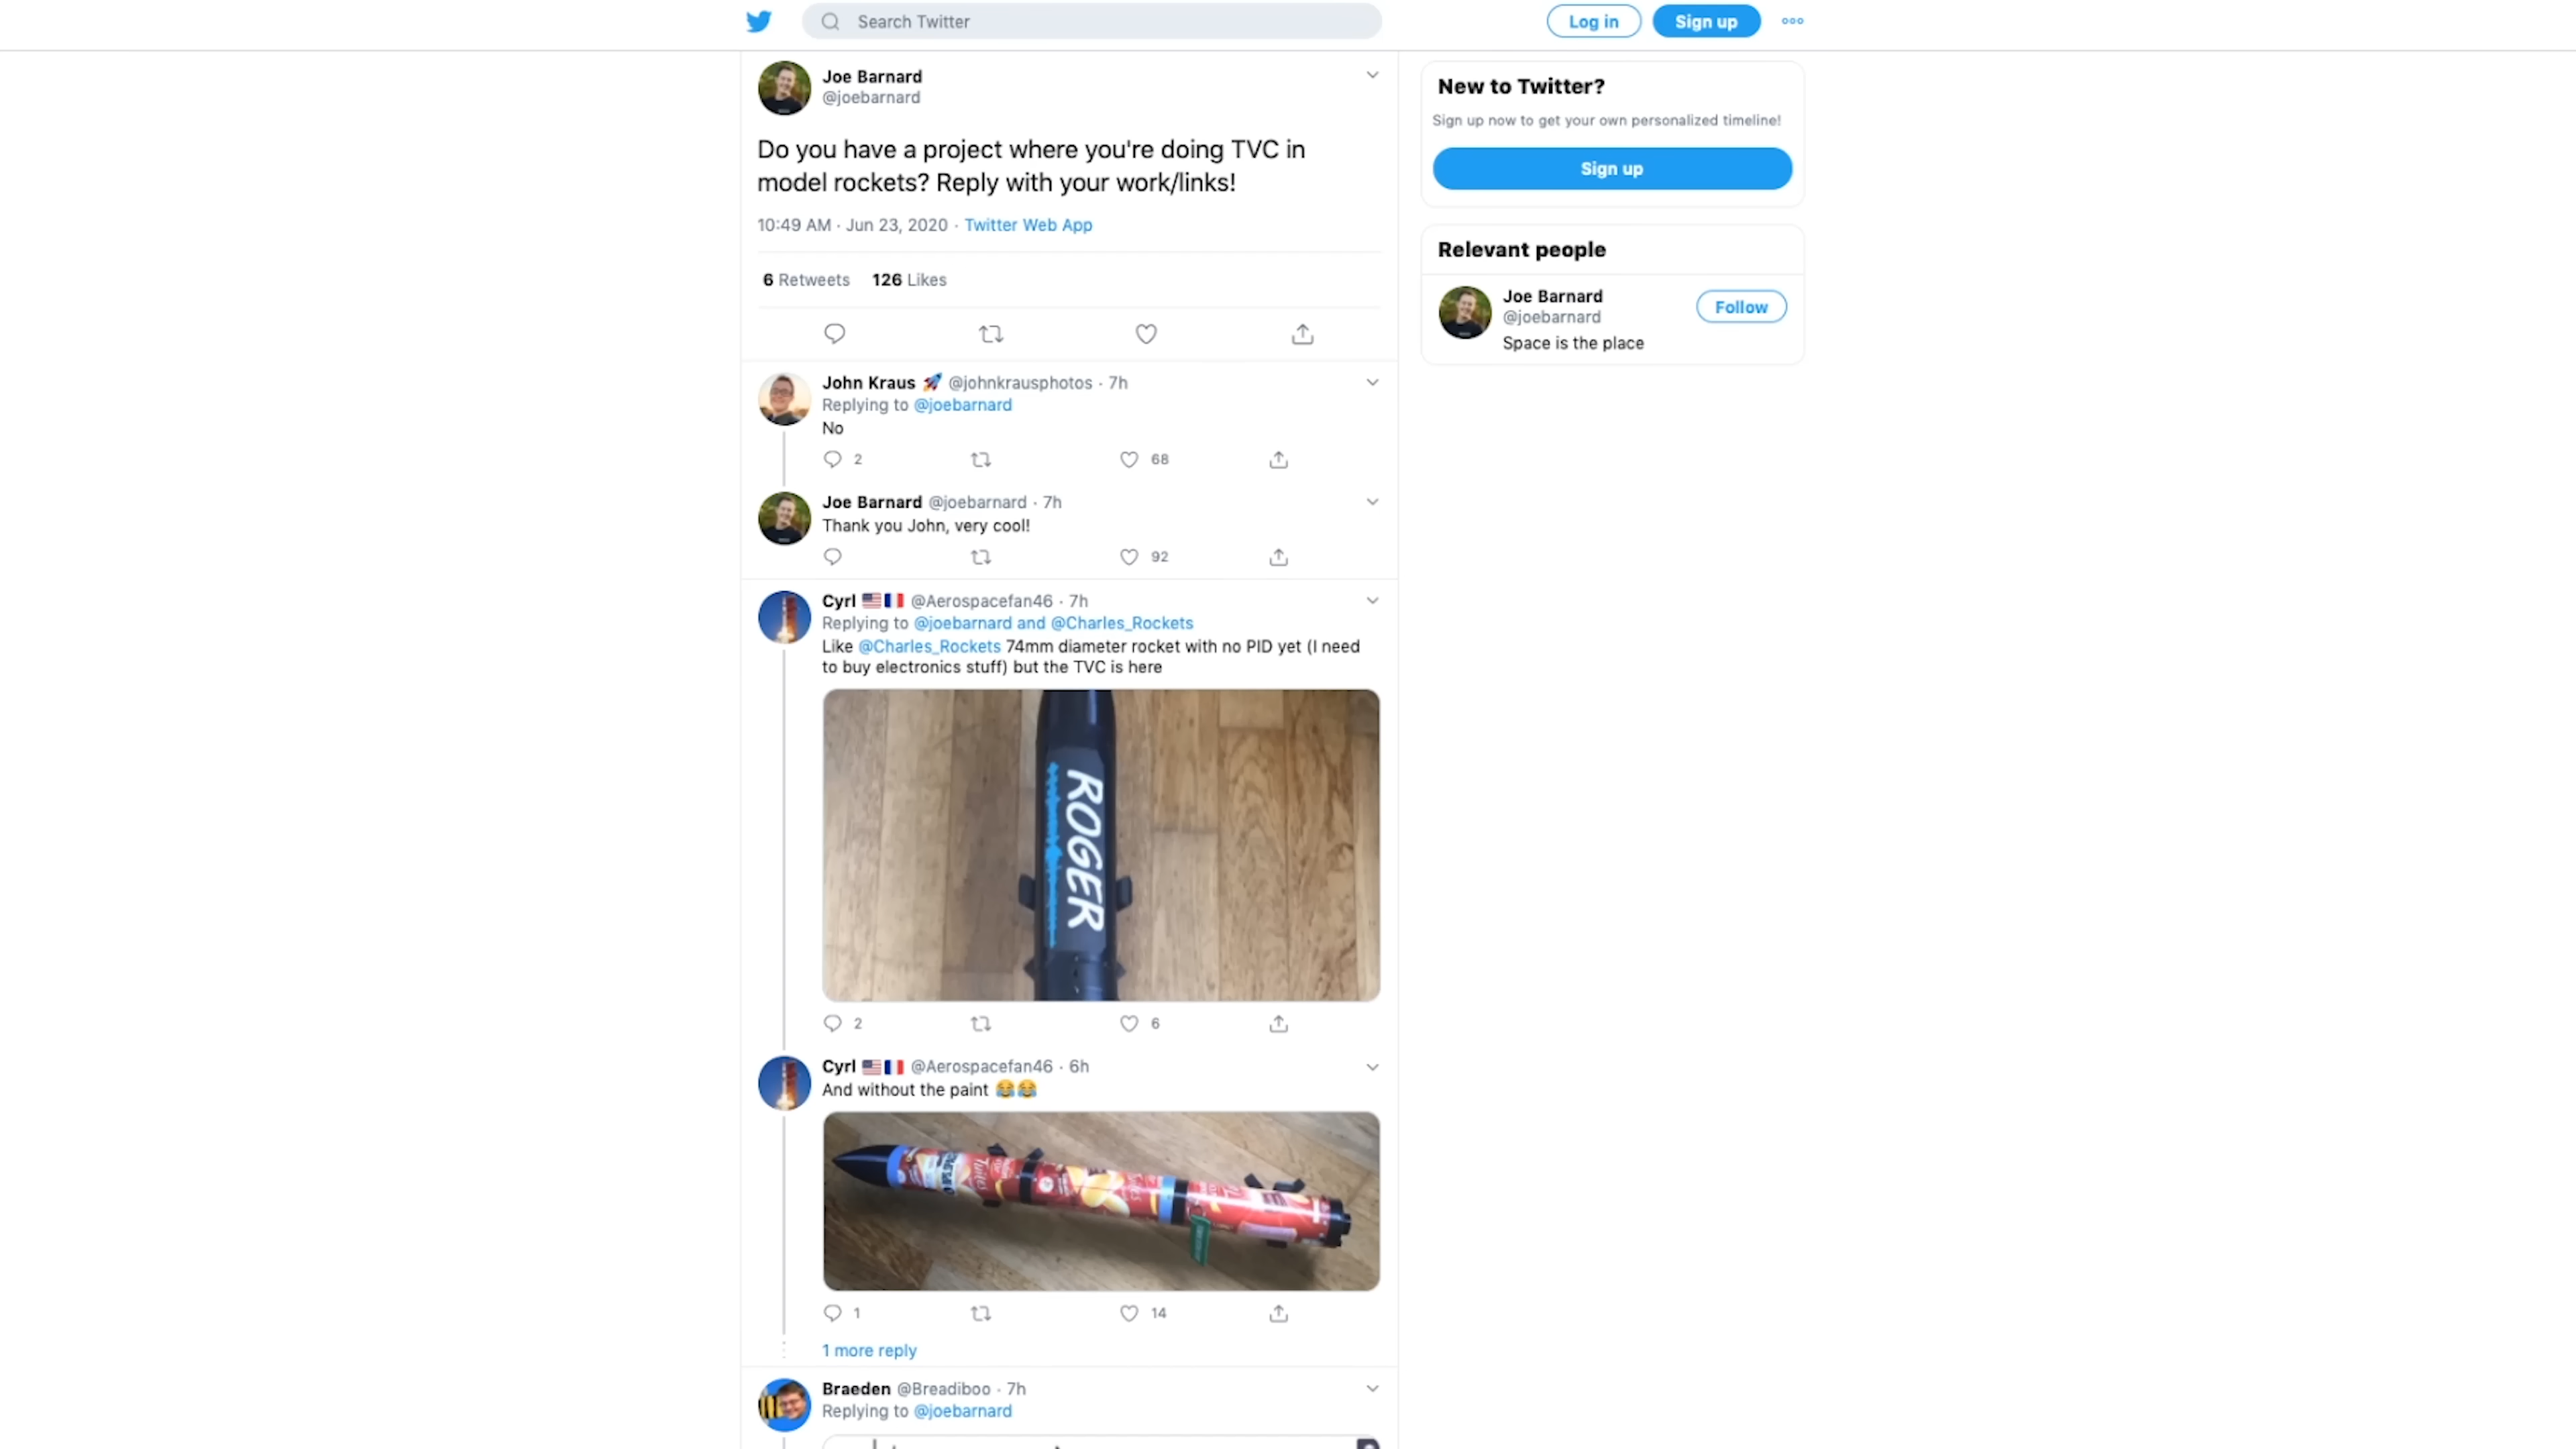 Search Twitter
Log in
Sign up
Joe Barnard
@joebarnard
Do you have a project where you're doing TVC in
model rockets? Reply with your work/links!
10:49 AM · Jun 23, 2020 · Twitter Web App
6 Retweets 126 Likes
John Kraus 🚀 @johnkrausphotos · 7h
Replying to @joebarnard
No
2
68
Joe Barnard @joebarnard · 7h
Thank you John, very cool!
92
Cyrl 🇺🇸🇫🇷 @Aerospacefan46 · 7h
Replying to @joebarnard and @Charles_Rockets
Like @Charles_Rockets 74mm diameter rocket with no PID yet (I need
to buy electronics stuff) but the TVC is here
ROGER
2
6
Cyrl 🇺🇸🇫🇷 @Aerospacefan46 · 6h
And without the paint 😂😂
Tuiles
1
14
1 more reply
Braeden @Breadiboo · 7h
Replying to @joebarnard
New to Twitter?
Sign up now to get your own personalized timeline!
Sign up
Relevant people
Joe Barnard
@joebarnard
Follow
Space is the place